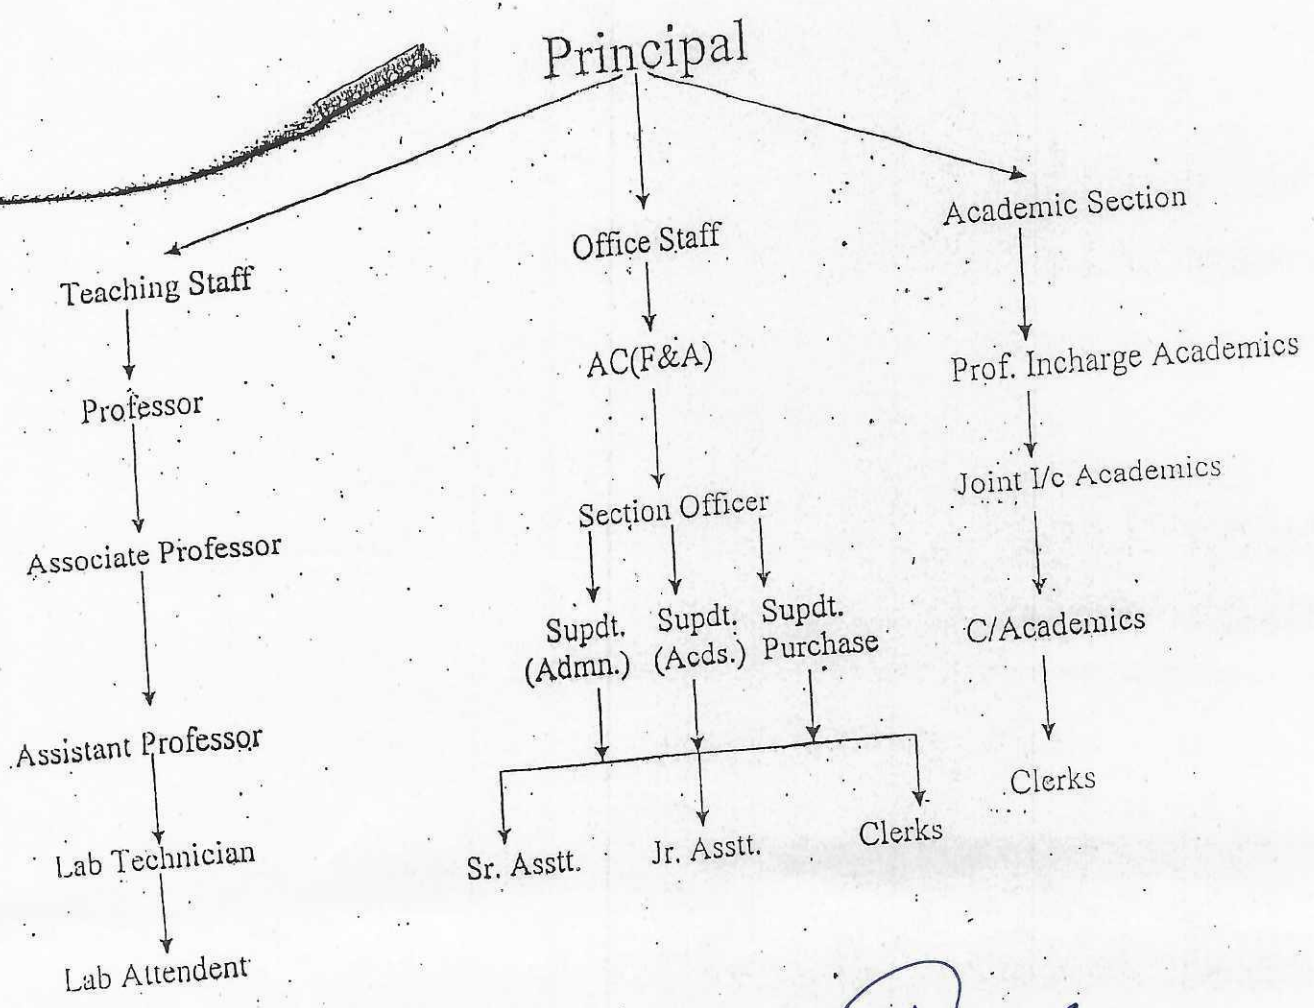 Principal
Teaching Staff
Office Staff
Academic Section
Professor
AC(F&A)
Prof. Incharge Academics
Associate Professor
Section Officer
Joint I/c Academics
Supdt.
(Admn.)
Supdt.
(Acds.)
Supdt.
Purchase
C/Academics
Assistant Professor
Sr. Asstt.
Jr. Asstt.
Clerks
Clerks
Lab Technician
Lab Attendent